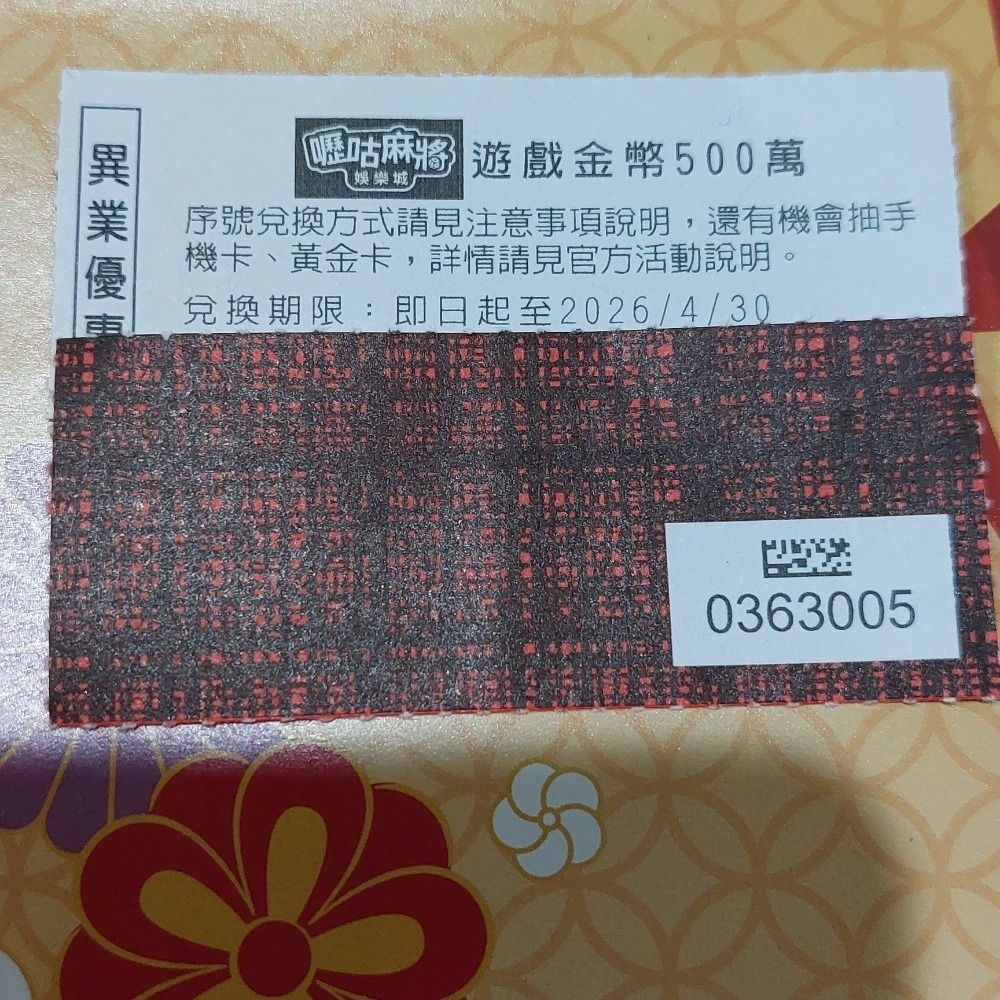 異業優惠
嚦咕麻將
娛樂城
遊戲金幣500萬
序號兌換方式請見注意事項說明，還有機會抽手
機卡、黃金卡，詳情請見官方活動說明。
兌換期限：即日起至2026/4/30
0363005